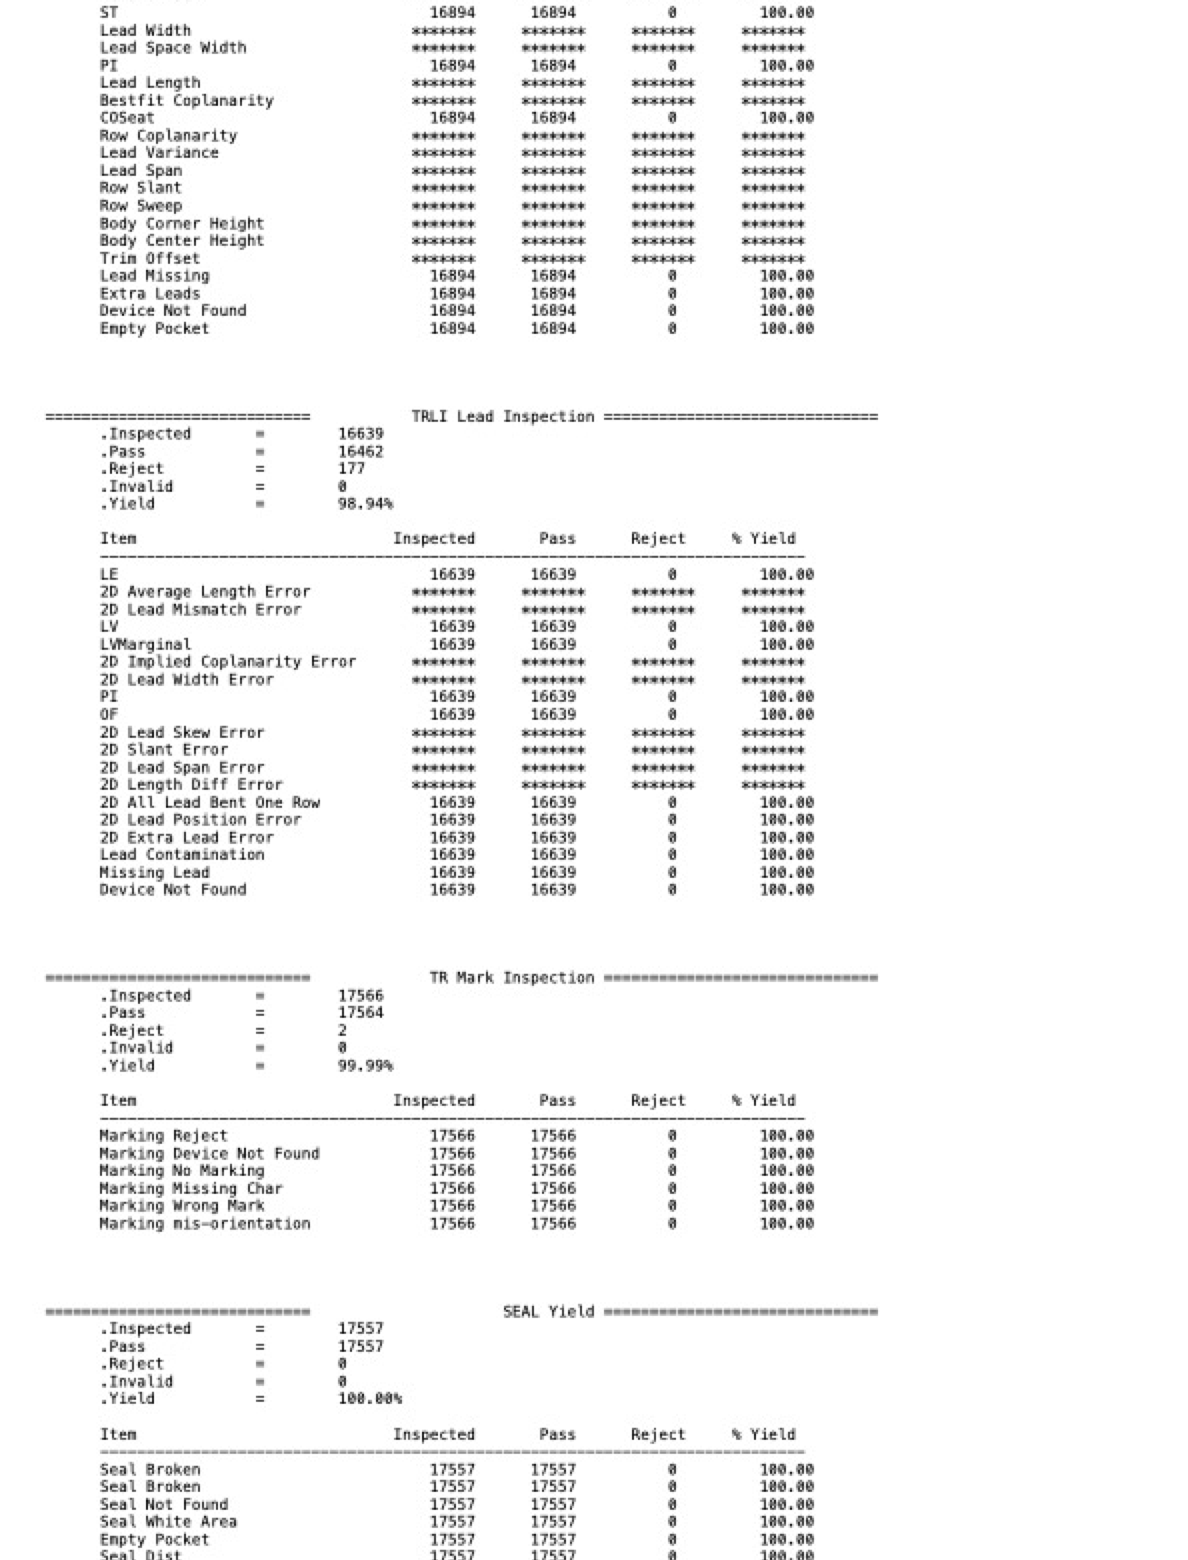 ST 16894 16894 0 100.00
Lead Width ******* ******* ******* *******
Lead Space Width ******* ******* ******* *******
PI 16894 16894 0 100.00
Lead Length ******* ******* ******* *******
Bestfit Coplanarity ******* ******* ******* *******
COSeat 16894 16894 0 100.00
Row Coplanarity ******* ******* ******* *******
Lead Variance ******* ******* ******* *******
Lead Span ******* ******* ******* *******
Row Slant ******* ******* ******* *******
Row Sweep ******* ******* ******* *******
Body Corner Height ******* ******* ******* *******
Body Center Height ******* ******* ******* *******
Trim Offset ******* ******* ******* *******
Lead Missing 16894 16894 0 100.00
Extra Leads 16894 16894 0 100.00
Device Not Found 16894 16894 0 100.00
Empty Pocket 16894 16894 0 100.00
============================= TRLI Lead Inspection ==============================
.Inspected = 16639
.Pass = 16462
.Reject = 177
.Invalid = 0
.Yield = 98.94%
Item Inspected Pass Reject % Yield
LE 16639 16639 0 100.00
2D Average Length Error ******* ******* ******* *******
2D Lead Mismatch Error ******* ******* ******* *******
LV 16639 16639 0 100.00
LVMarginal 16639 16639 0 100.00
2D Implied Coplanarity Error ******* ******* ******* *******
2D Lead Width Error ******* ******* ******* *******
PI 16639 16639 0 100.00
OF 16639 16639 0 100.00
2D Lead Skew Error ******* ******* ******* *******
2D Slant Error ******* ******* ******* *******
2D Lead Span Error ******* ******* ******* *******
2D Length Diff Error ******* ******* ******* *******
2D All Lead Bent One Row 16639 16639 0 100.00
2D Lead Position Error 16639 16639 0 100.00
2D Extra Lead Error 16639 16639 0 100.00
Lead Contamination 16639 16639 0 100.00
Missing Lead 16639 16639 0 100.00
Device Not Found 16639 16639 0 100.00
============================= TR Mark Inspection ==============================
.Inspected = 17566
.Pass = 17564
.Reject = 2
.Invalid = 0
.Yield = 99.99%
Item Inspected Pass Reject % Yield
Marking Reject 17566 17566 0 100.00
Marking Device Not Found 17566 17566 0 100.00
Marking No Marking 17566 17566 0 100.00
Marking Missing Char 17566 17566 0 100.00
Marking Wrong Mark 17566 17566 0 100.00
Marking mis-orientation 17566 17566 0 100.00
============================= SEAL Yield ==============================
.Inspected = 17557
.Pass = 17557
.Reject = 0
.Invalid = 0
.Yield = 100.00%
Item Inspected Pass Reject % Yield
Seal Broken 17557 17557 0 100.00
Seal Broken 17557 17557 0 100.00
Seal Not Found 17557 17557 0 100.00
Seal White Area 17557 17557 0 100.00
Empty Pocket 17557 17557 0 100.00
Seal Dist 17557 17557 0 100.00